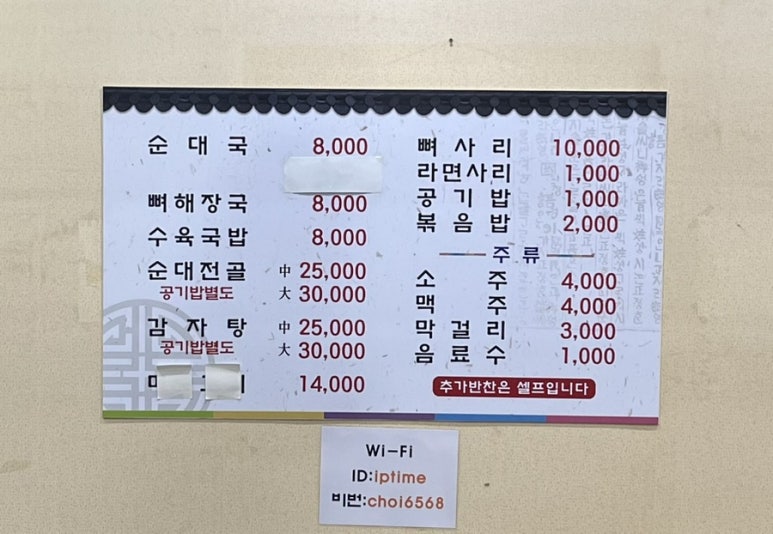 순대국 8,000
뼈해장국 8,000
수육국밥 8,000
순대전골 中 25,000
공기밥별도 大 30,000
감자탕 中 25,000
공기밥별도 大 30,000
14,000
뼈사리 10,000
라면사리 1,000
공기밥 1,000
볶음밥 2,000
주류
소주 4,000
맥주 4,000
막걸리 3,000
음료수 1,000
추가반찬은 셀프입니다
Wi-Fi
ID:iptime
비번:choi6568